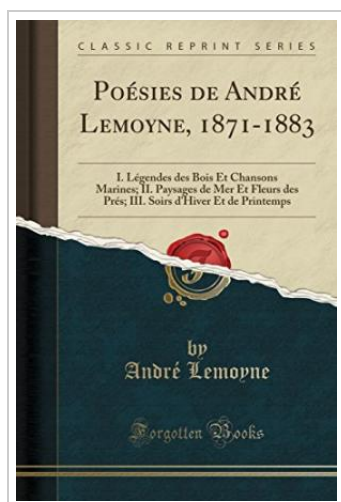 CLASSIC REPRINT SERIES
POÉSIES DE ANDRÉ
LEMOYNE, 1871-1883
I. Légendes des Bois Et Chansons
Marines; II. Paysages de Mer Et Fleurs des
Prés; III. Soirs d'Hiver Et de Printemps
by
André Lemoyne
Forgotten Books